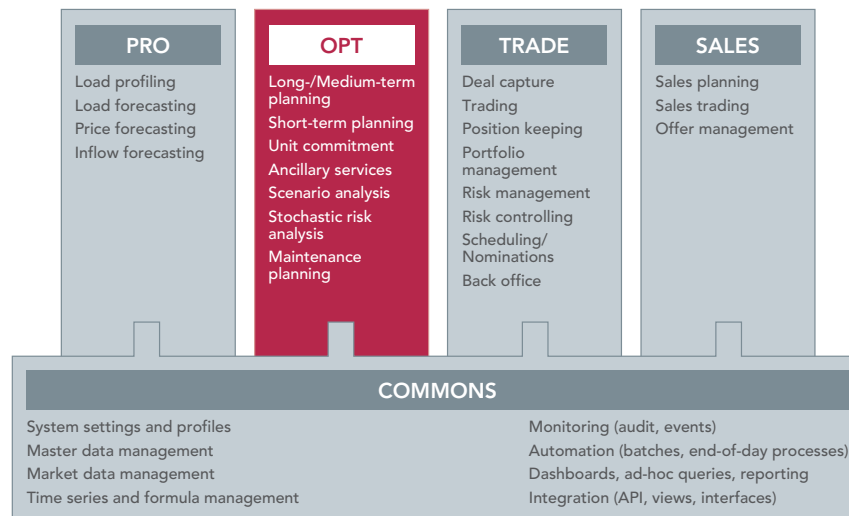 PRO
Load profiling
Load forecasting
Price forecasting
Inflow forecasting
OPT
Long-/Medium-term
planning
Short-term planning
Unit commitment
Ancillary services
Scenario analysis
Stochastic risk
analysis
Maintenance
planning
TRADE
Deal capture
Trading
Position keeping
Portfolio
management
Risk management
Risk controlling
Scheduling/
Nominations
Back office
SALES
Sales planning
Sales trading
Offer management
COMMONS
System settings and profiles
Master data management
Market data management
Time series and formula management
Monitoring (audit, events)
Automation (batches, end-of-day processes)
Dashboards, ad-hoc queries, reporting
Integration (API, views, interfaces)